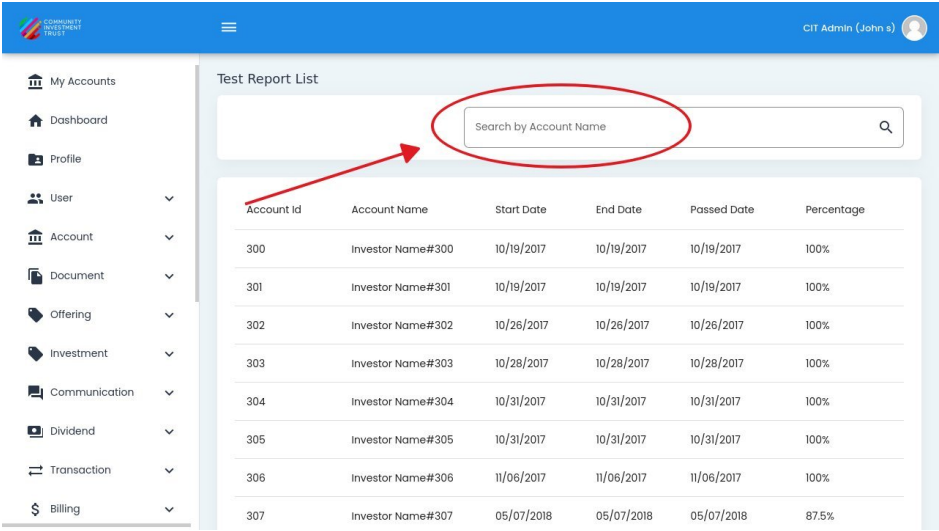 COMMUNITY
INVESTMENT
TRUST
CIT Admin (John s)
My Accounts
Dashboard
Profile
User
Account
Document
Offering
Investment
Communication
Dividend
Transaction
Billing
Test Report List
Search by Account Name
Account Id Account Name Start Date End Date Passed Date Percentage
300 Investor Name#300 10/19/2017 10/19/2017 10/19/2017 100%
301 Investor Name#301 10/19/2017 10/19/2017 10/19/2017 100%
302 Investor Name#302 10/26/2017 10/26/2017 10/26/2017 100%
303 Investor Name#303 10/28/2017 10/28/2017 10/28/2017 100%
304 Investor Name#304 10/31/2017 10/31/2017 10/31/2017 100%
305 Investor Name#305 10/31/2017 10/31/2017 10/31/2017 100%
306 Investor Name#306 11/06/2017 11/06/2017 11/06/2017 100%
307 Investor Name#307 05/07/2018 05/07/2018 05/07/2018 87.5%